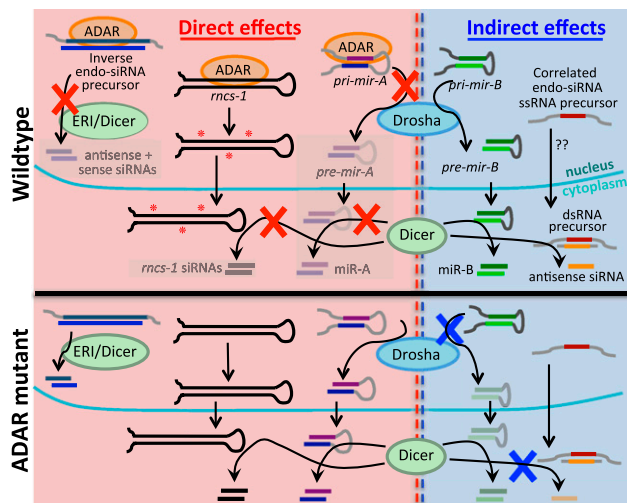 Direct effects
Indirect effects
Wildtype
ADAR
Inverse
endo-siRNA
precursor
ERI/Dicer
antisense +
sense siRNAs
ADAR
rncs-1
rncs-1 siRNAs
ADAR
pri-mir-A
pre-mir-A
miR-A
Drosha
Dicer
pri-mir-B
pre-mir-B
miR-B
Correlated
endo-siRNA
ssRNA precursor
??
nucleus
cytoplasm
dsRNA
precursor
antisense siRNA
ADAR mutant
ERI/Dicer
Drosha
Dicer